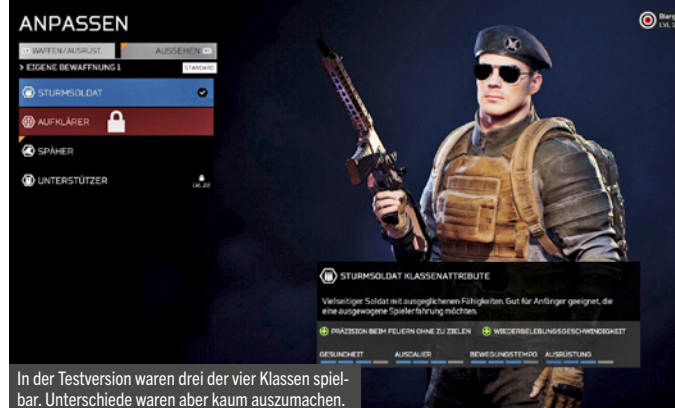 ANPASSEN
WAFFEN/AUSRÜST.
AUSSEHEN
> EIGENE BEWAFFNUNG 1
STANDARD
STURMSOLDAT
AUFKLÄRER
SPÄHER
UNTERSTÜTZER
LVL 20
STURMSOLDAT KLASSENATTRIBUTE
Vielseitiger Soldat mit ausgeglichenen Fähigkeiten. Gut für Anfänger geeignet, die
eine ausgewogene Spielerfahrung möchten.
PRÄZISION BEIM FEUERN OHNE ZU ZIELEN
WIEDERBELEBUNGSGESCHWINDIGKEIT
GESUNDHEIT
AUSDAUER
BEWEGUNGSTEMPO
AUSRÜSTUNG
In der Testversion waren drei der vier Klassen spiel-
bar. Unterschiede waren aber kaum auszumachen.